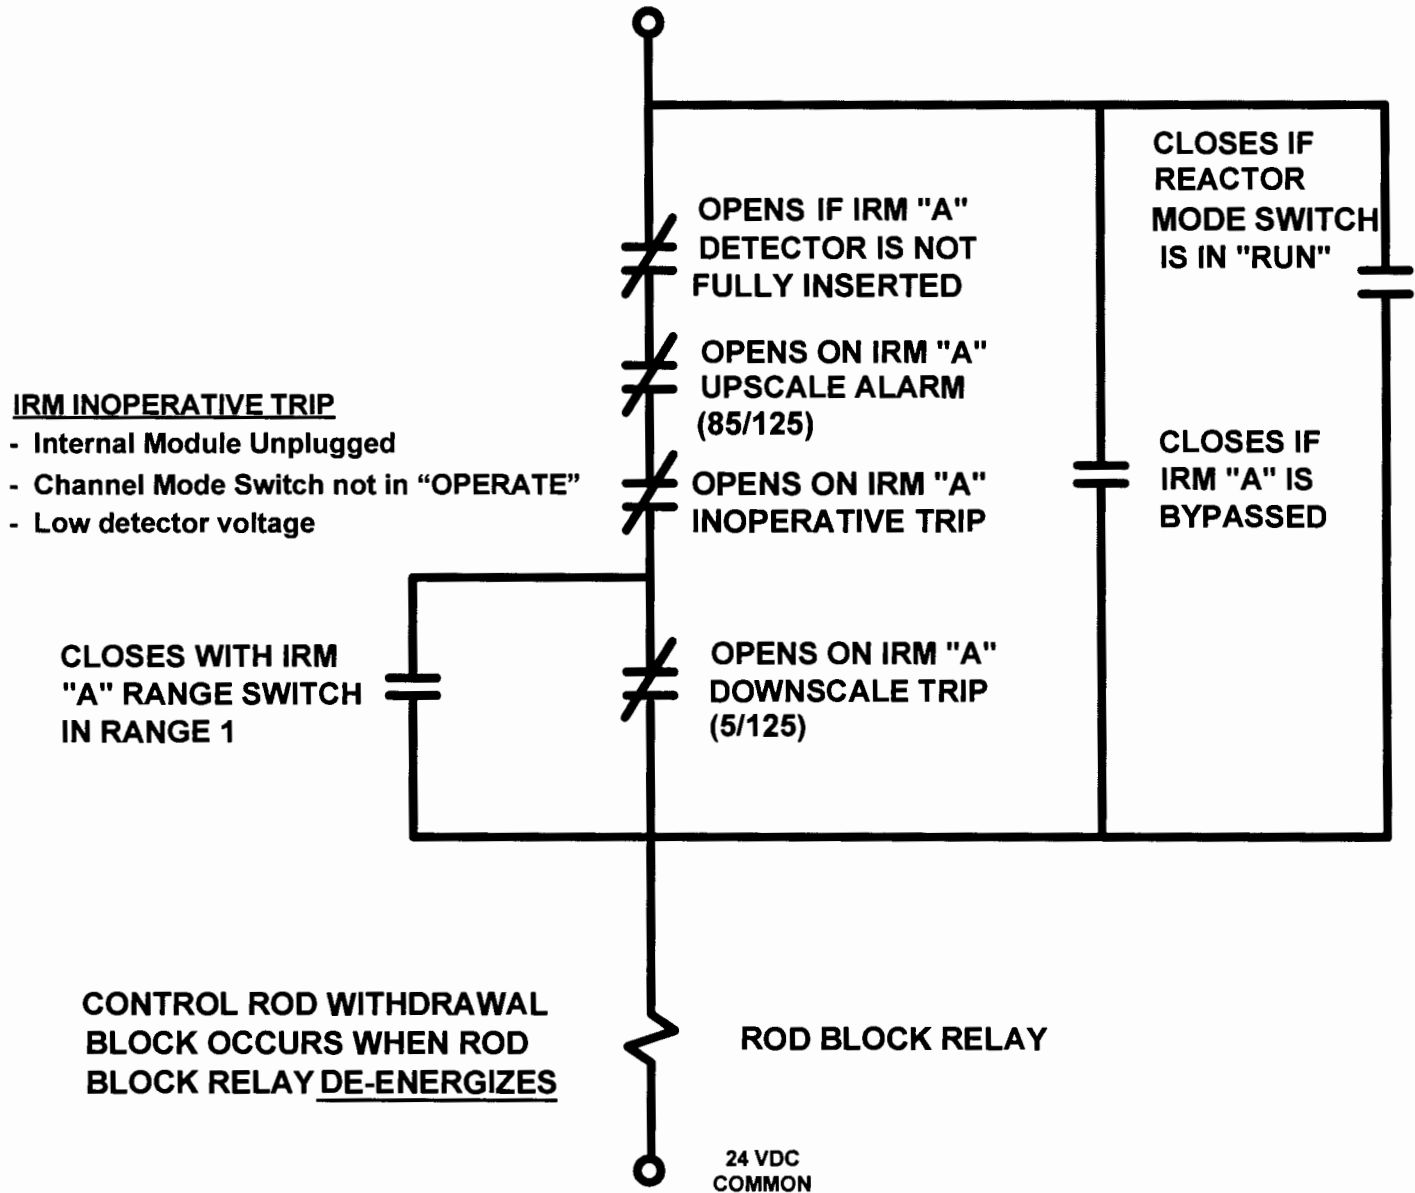 CLOSES IF
REACTOR
MODE SWITCH
IS IN "RUN"
OPENS IF IRM "A"
DETECTOR IS NOT
FULLY INSERTED
OPENS ON IRM "A"
UPSCALE ALARM
(85/125)
IRM INOPERATIVE TRIP
- Internal Module Unplugged
- Channel Mode Switch not in “OPERATE”
- Low detector voltage
OPENS ON IRM "A"
INOPERATIVE TRIP
CLOSES IF
IRM "A" IS
BYPASSED
CLOSES WITH IRM
"A" RANGE SWITCH
IN RANGE 1
OPENS ON IRM "A"
DOWNSCALE TRIP
(5/125)
CONTROL ROD WITHDRAWAL
BLOCK OCCURS WHEN ROD
BLOCK RELAY DE-ENERGIZES
ROD BLOCK RELAY
24 VDC
COMMON